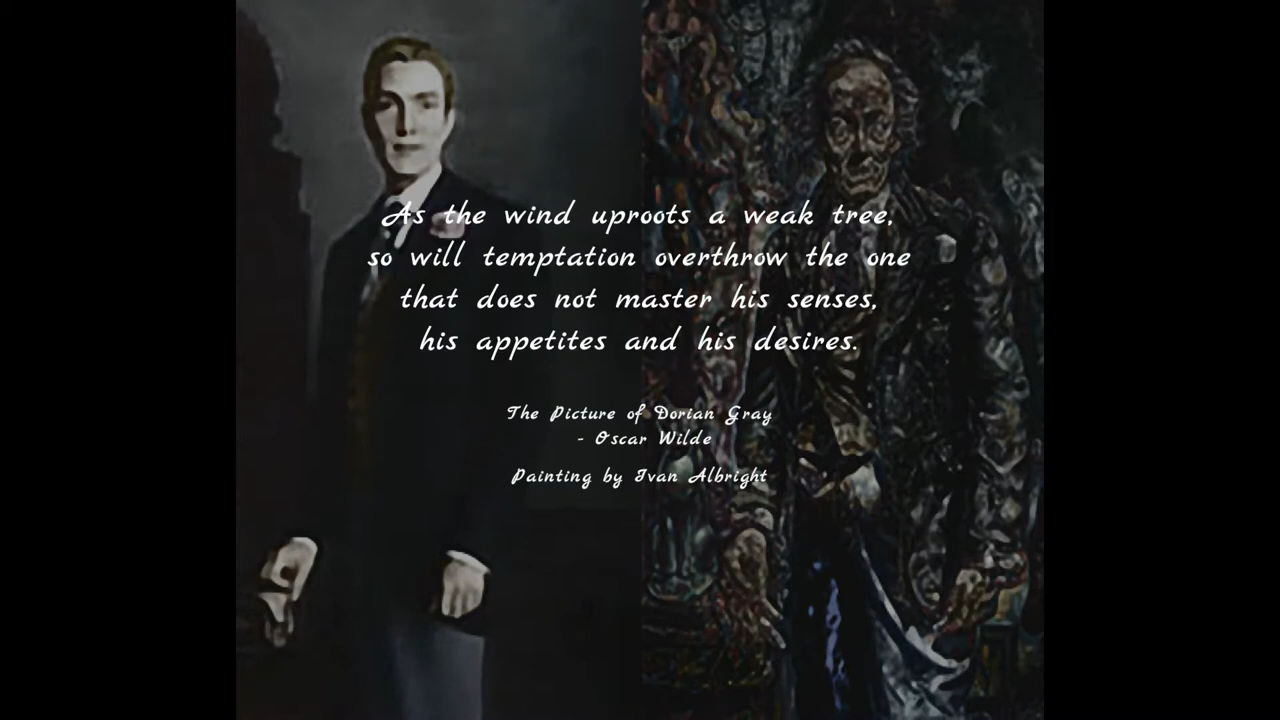 As the wind uproots a weak tree,
so will temptation overthrow the one
that does not master his senses,
his appetites and his desires.
The Picture of Dorian Gray
- Oscar Wilde
Painting by Ivan Albright